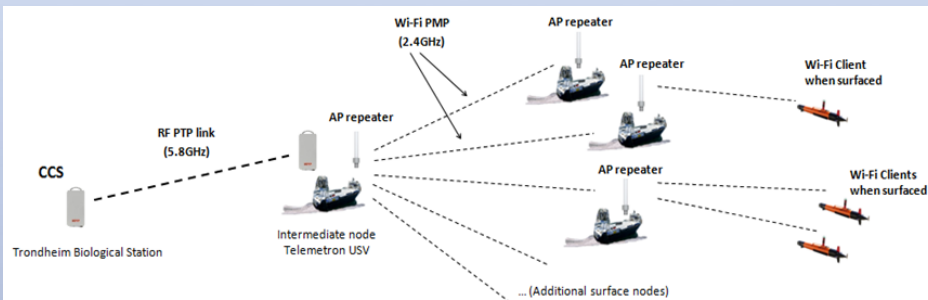 Wi-Fi PMP
(2.4GHz)
AP repeater
AP repeater
Wi-Fi Client
when surfaced
RF PTP link
(5.8GHz)
AP repeater
CCS
AP repeater
Wi-Fi Clients
when surfaced
Trondheim Biological Station
Intermediate node
Telemetron USV
... (Additional surface nodes)